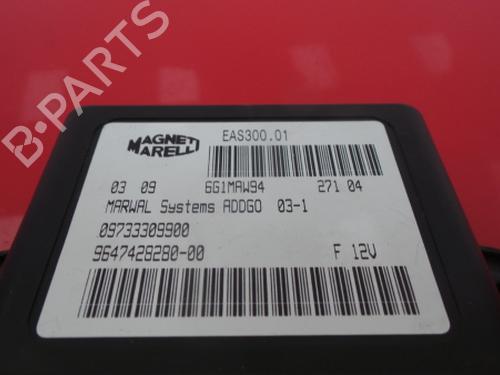 B-PARTS
MAGNETI
MARELLI
EAS300.01
03 09 6G1MAW94 271 04
MARWAL Systems ADDGO 03-1
09733309900
9647428280-00 F 12V